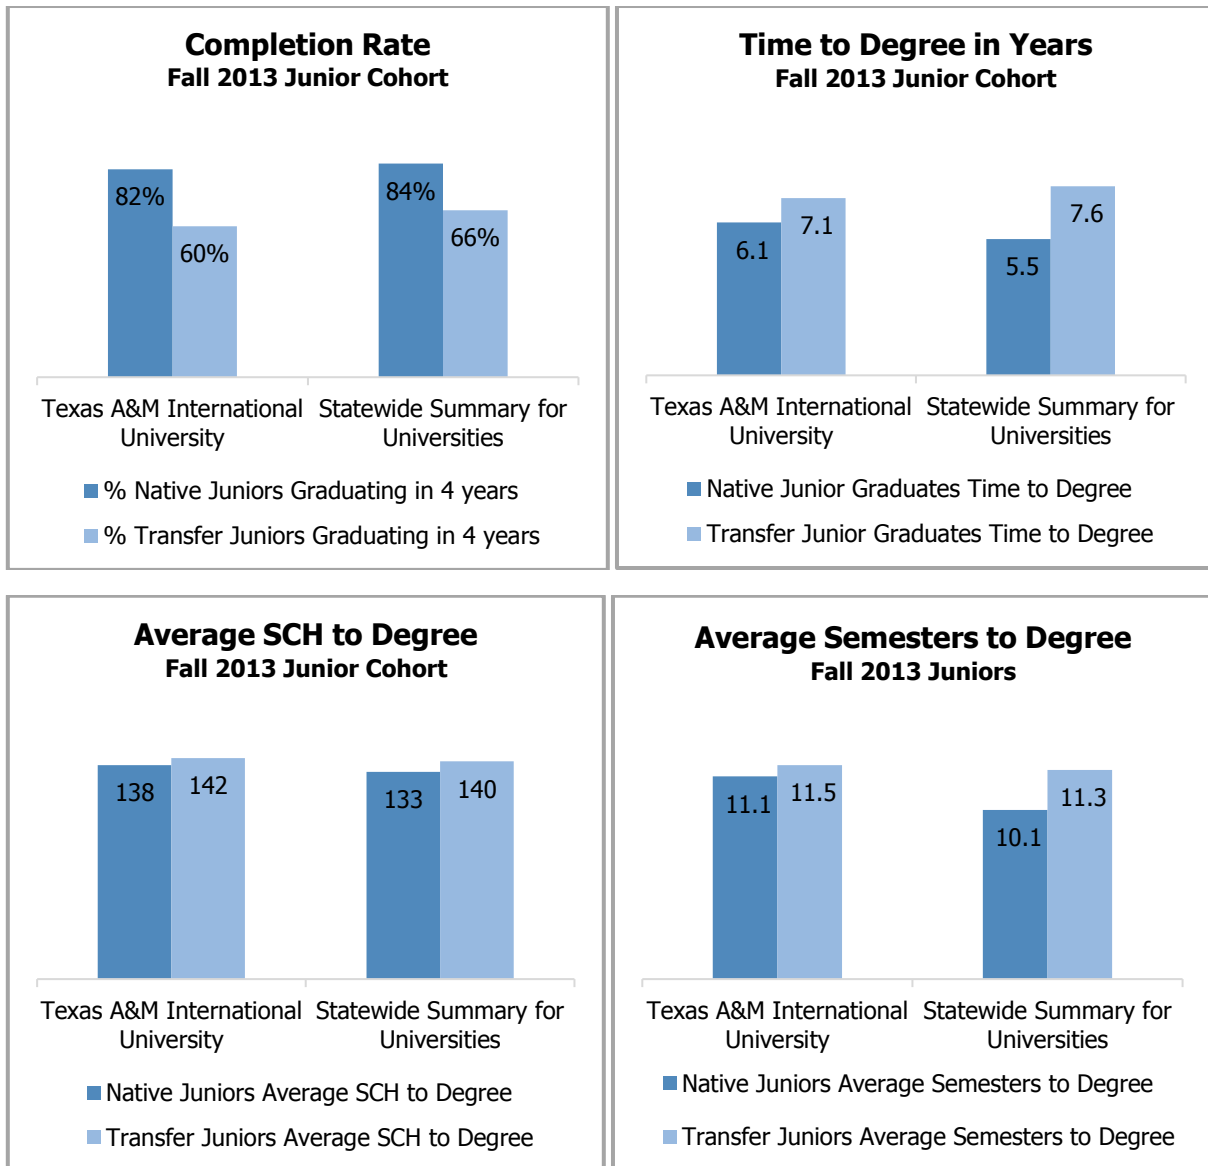 Completion Rate
Fall 2013 Junior Cohort
82%
60%
84%
66%
Texas A&M International
University
Statewide Summary for
Universities
% Native Juniors Graduating in 4 years
% Transfer Juniors Graduating in 4 years
Time to Degree in Years
Fall 2013 Junior Cohort
6.1
7.1
5.5
7.6
Texas A&M International
University
Statewide Summary for
Universities
Native Junior Graduates Time to Degree
Transfer Junior Graduates Time to Degree
Average SCH to Degree
Fall 2013 Junior Cohort
138
142
133
140
Texas A&M International
University
Statewide Summary for
Universities
Native Juniors Average SCH to Degree
Transfer Juniors Average SCH to Degree
Average Semesters to Degree
Fall 2013 Juniors
11.1
11.5
10.1
11.3
Texas A&M International
University
Statewide Summary for
Universities
Native Juniors Average Semesters to Degree
Transfer Juniors Average Semesters to Degree